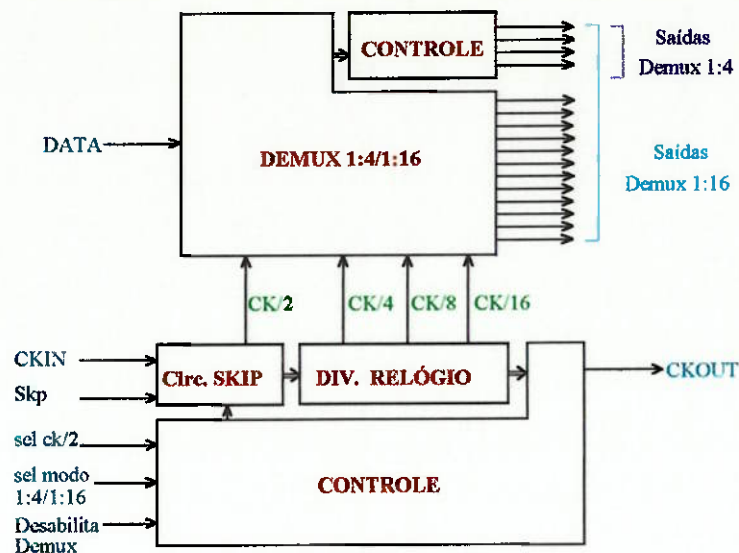 CONTROLE
Saídas
Demux 1:4
DATA
DEMUX 1:4/1:16
Saídas
Demux 1:16
CK/2
CK/4
CK/8
CK/16
CKIN
Skp
Circ. SKIP
DIV. RELÓGIO
CKOUT
sel ck/2
sel modo
1:4/1:16
Desabilita
Demux
CONTROLE